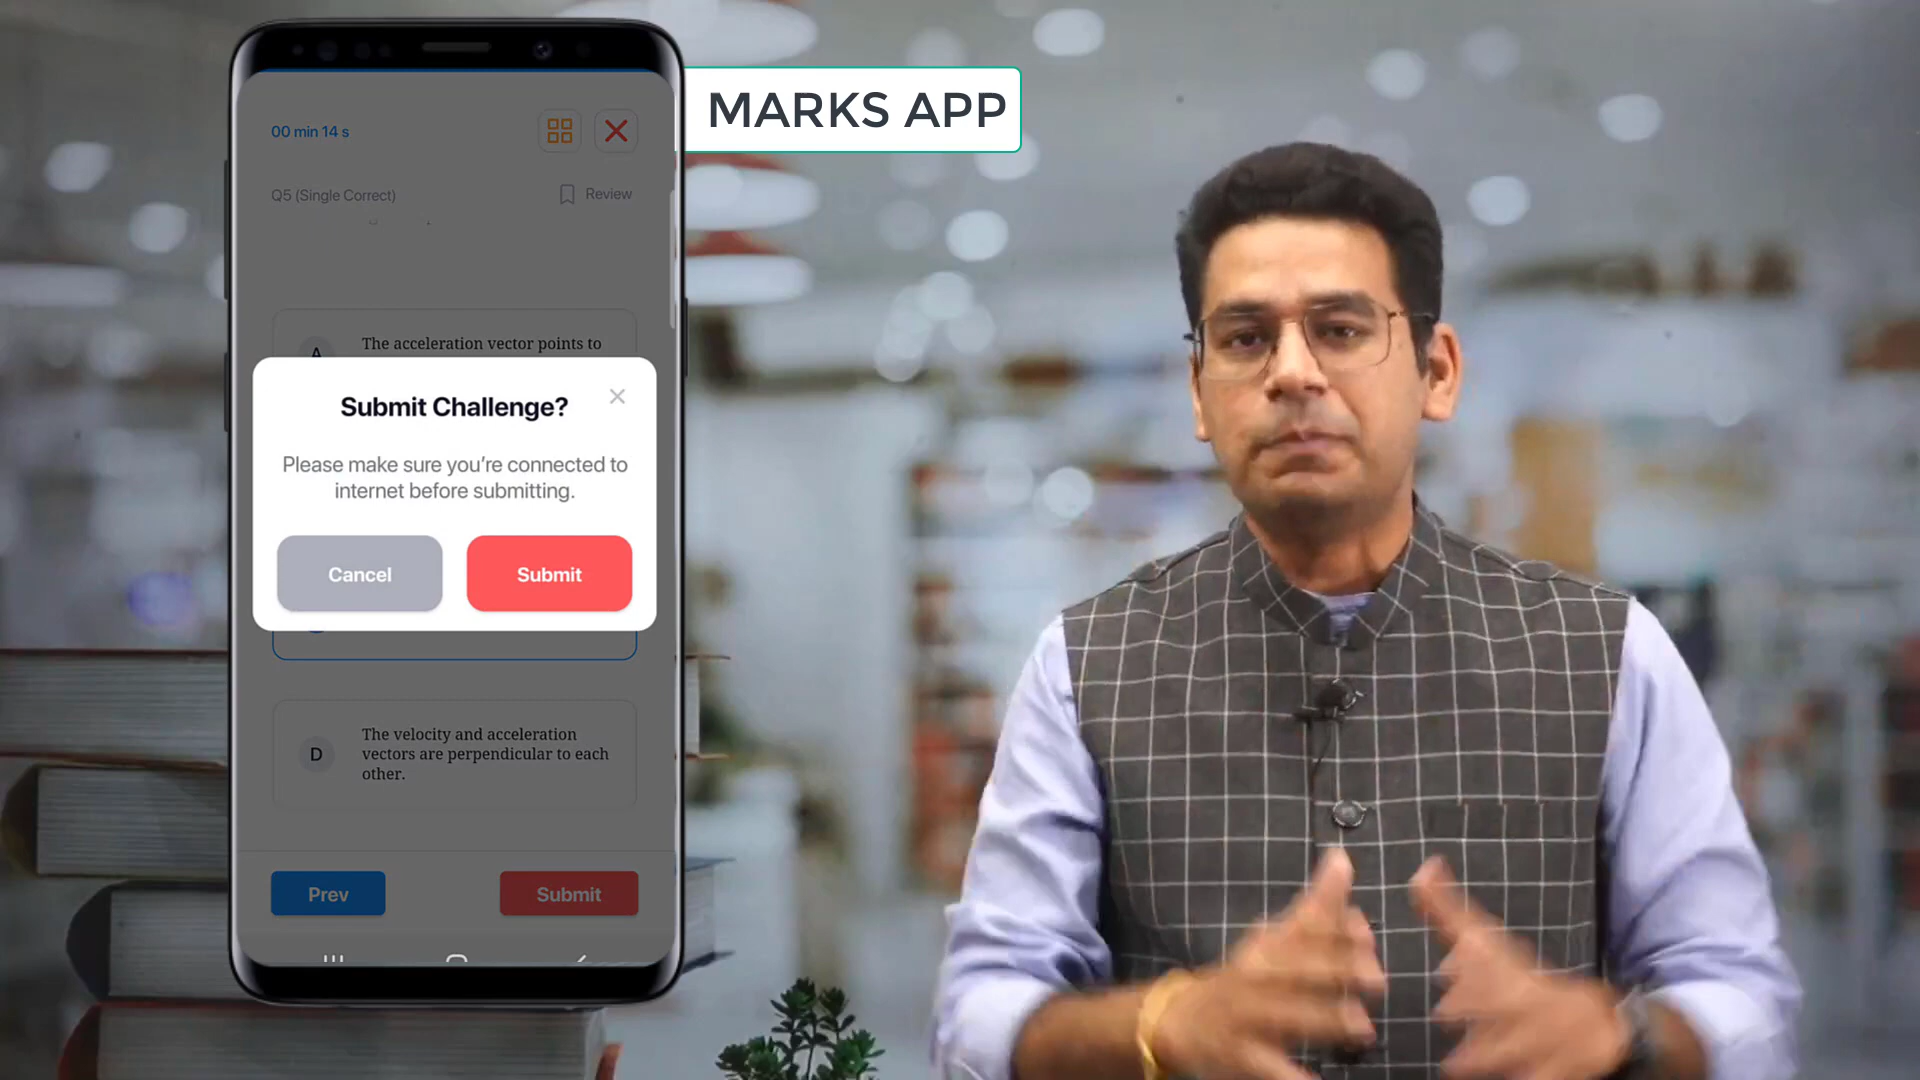 MARKS APP
00 min 14 s
Q5 (Single Correct)
Review
A
The acceleration vector points to
Submit Challenge?
Please make sure you're connected to
internet before submitting.
Cancel
Submit
D
The velocity and acceleration
vectors are perpendicular to each
other.
Prev
Submit